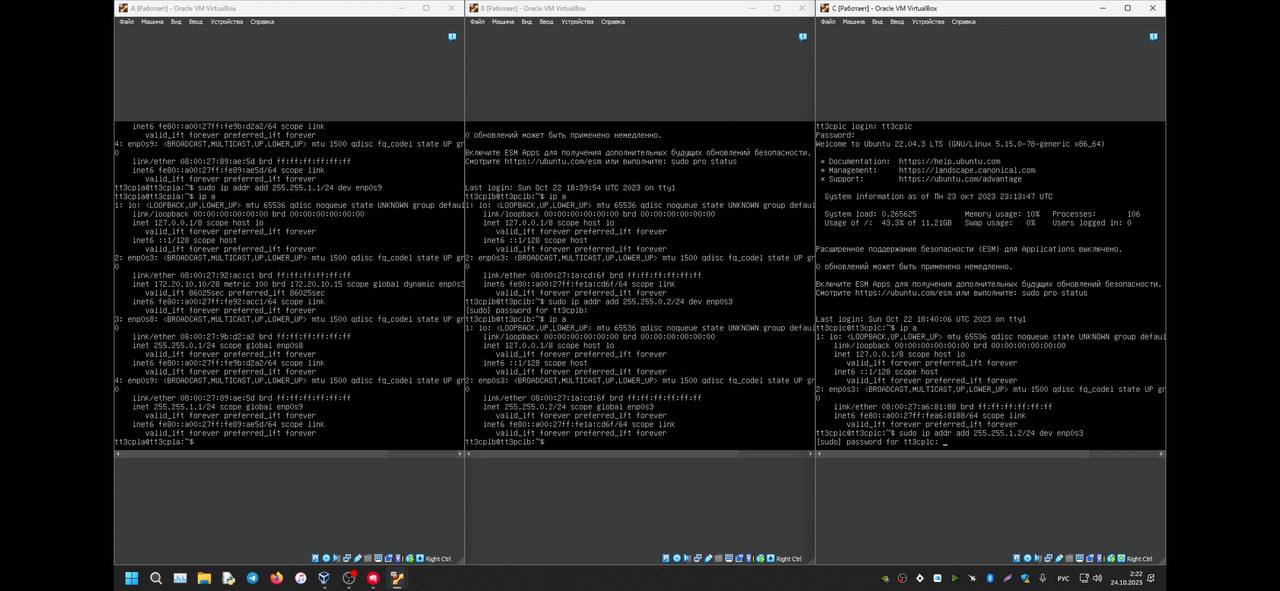 A [Работает] - Oracle VM VirtualBox
Файл Машина Вид Ввод Устройства Справка
inet6 fe80::a00:27ff:fe9b:d2a2/64 scope link
valid_lft forever preferred_lft forever
4: enp0s9: <BROADCAST,MULTICAST,UP,LOWER_UP> mtu 1500 qdisc fq_codel state UP gr
0
link/ether 08:00:27:89:ae:5d brd ff:ff:ff:ff:ff:ff
inet6 fe80::a00:27ff:fe89:ae5d/64 scope link
valid_lft forever preferred_lft forever
tt3cpla@tt3cpla:~$ sudo ip addr add 255.255.1.1/24 dev enp0s9
tt3cpla@tt3cpla:~$ ip a
1: lo: <LOOPBACK,UP,LOWER_UP> mtu 65536 qdisc noqueue state UNKNOWN group defaul
link/loopback 00:00:00:00:00:00 brd 00:00:00:00:00:00
inet 127.0.0.1/8 scope host lo
valid_lft forever preferred_lft forever
inet6 ::1/128 scope host
valid_lft forever preferred_lft forever
2: enp0s3: <BROADCAST,MULTICAST,UP,LOWER_UP> mtu 1500 qdisc fq_codel state UP gr
0
link/ether 08:00:27:92:ac:c1 brd ff:ff:ff:ff:ff:ff
inet 172.20.10.10/28 metric 100 brd 172.20.10.15 scope global dynamic enp0s3
valid_lft 86025sec preferred_lft 86025sec
inet6 fe80::a00:27ff:fe92:acc1/64 scope link
valid_lft forever preferred_lft forever
3: enp0s8: <BROADCAST,MULTICAST,UP,LOWER_UP> mtu 1500 qdisc fq_codel state UP gr
0
link/ether 08:00:27:9b:d2:a2 brd ff:ff:ff:ff:ff:ff
inet 255.255.0.1/24 scope global enp0s8
valid_lft forever preferred_lft forever
inet6 fe80::a00:27ff:fe9b:d2a2/64 scope link
valid_lft forever preferred_lft forever
4: enp0s9: <BROADCAST,MULTICAST,UP,LOWER_UP> mtu 1500 qdisc fq_codel state UP gr
0
link/ether 08:00:27:89:ae:5d brd ff:ff:ff:ff:ff:ff
inet 255.255.1.1/24 scope global enp0s9
valid_lft forever preferred_lft forever
inet6 fe80::a00:27ff:fe89:ae5d/64 scope link
valid_lft forever preferred_lft forever
tt3cpla@tt3cpla:~$
Right Ctrl
B [Работает] - Oracle VM VirtualBox
Файл Машина Вид Ввод Устройства Справка
0 обновлений может быть применено немедленно.
Включите ESM Apps для получения дополнительных будущих обновлений безопасности.
Смотрите https://ubuntu.com/esm или выполните: sudo pro status
Last login: Sun Oct 22 18:39:54 UTC 2023 on tty1
tt3cplb@tt3cplb:~$ ip a
1: lo: <LOOPBACK,UP,LOWER_UP> mtu 65536 qdisc noqueue state UNKNOWN group defaul
link/loopback 00:00:00:00:00:00 brd 00:00:00:00:00:00
inet 127.0.0.1/8 scope host lo
valid_lft forever preferred_lft forever
inet6 ::1/128 scope host
valid_lft forever preferred_lft forever
2: enp0s3: <BROADCAST,MULTICAST,UP,LOWER_UP> mtu 1500 qdisc fq_codel state UP gr
0
link/ether 08:00:27:1a:cd:6f brd ff:ff:ff:ff:ff:ff
inet6 fe80::a00:27ff:fe1a:cd6f/64 scope link
valid_lft forever preferred_lft forever
tt3cplb@tt3cplb:~$ sudo ip addr add 255.255.0.2/24 dev enp0s3
[sudo] password for tt3cplb:
tt3cplb@tt3cplb:~$ ip a
1: lo: <LOOPBACK,UP,LOWER_UP> mtu 65536 qdisc noqueue state UNKNOWN group defaul
link/loopback 00:00:00:00:00:00 brd 00:00:00:00:00:00
inet 127.0.0.1/8 scope host lo
valid_lft forever preferred_lft forever
inet6 ::1/128 scope host
valid_lft forever preferred_lft forever
2: enp0s3: <BROADCAST,MULTICAST,UP,LOWER_UP> mtu 1500 qdisc fq_codel state UP gr
0
link/ether 08:00:27:1a:cd:6f brd ff:ff:ff:ff:ff:ff
inet 255.255.0.2/24 scope global enp0s3
valid_lft forever preferred_lft forever
inet6 fe80::a00:27ff:fe1a:cd6f/64 scope link
valid_lft forever preferred_lft forever
tt3cplb@tt3cplb:~$
Right Ctrl
C [Работает] - Oracle VM VirtualBox
Файл Машина Вид Ввод Устройства Справка
tt3cplc login: tt3cplc
Password:
Welcome to Ubuntu 22.04.3 LTS (GNU/Linux 5.15.0-78-generic x86_64)
* Documentation: https://help.ubuntu.com
* Management: https://landscape.canonical.com
* Support: https://ubuntu.com/advantage
System information as of Пн 23 окт 2023 23:13:47 UTC
System load: 0.265625 Memory usage: 10% Processes: 106
Usage of /: 43.3% of 11.21GB Swap usage: 0% Users logged in: 0
Расширенное поддержание безопасности (ESM) для Applications выключено.
0 обновлений может быть применено немедленно.
Включите ESM Apps для получения дополнительных будущих обновлений безопасности.
Смотрите https://ubuntu.com/esm или выполните: sudo pro status
Last login: Sun Oct 22 18:40:06 UTC 2023 on tty1
tt3cplc@tt3cplc:~$ ip a
1: lo: <LOOPBACK,UP,LOWER_UP> mtu 65536 qdisc noqueue state UNKNOWN group defaul
link/loopback 00:00:00:00:00:00 brd 00:00:00:00:00:00
inet 127.0.0.1/8 scope host lo
valid_lft forever preferred_lft forever
inet6 ::1/128 scope host
valid_lft forever preferred_lft forever
2: enp0s3: <BROADCAST,MULTICAST,UP,LOWER_UP> mtu 1500 qdisc fq_codel state UP gr
0
link/ether 08:00:27:a6:81:88 brd ff:ff:ff:ff:ff:ff
inet6 fe80::a00:27ff:fea6:8188/64 scope link
valid_lft forever preferred_lft forever
tt3cplc@tt3cplc:~$ sudo ip addr add 255.255.1.2/24 dev enp0s3
[sudo] password for tt3cplc: _
Right Ctrl
РУС
2:22
24.10.2023